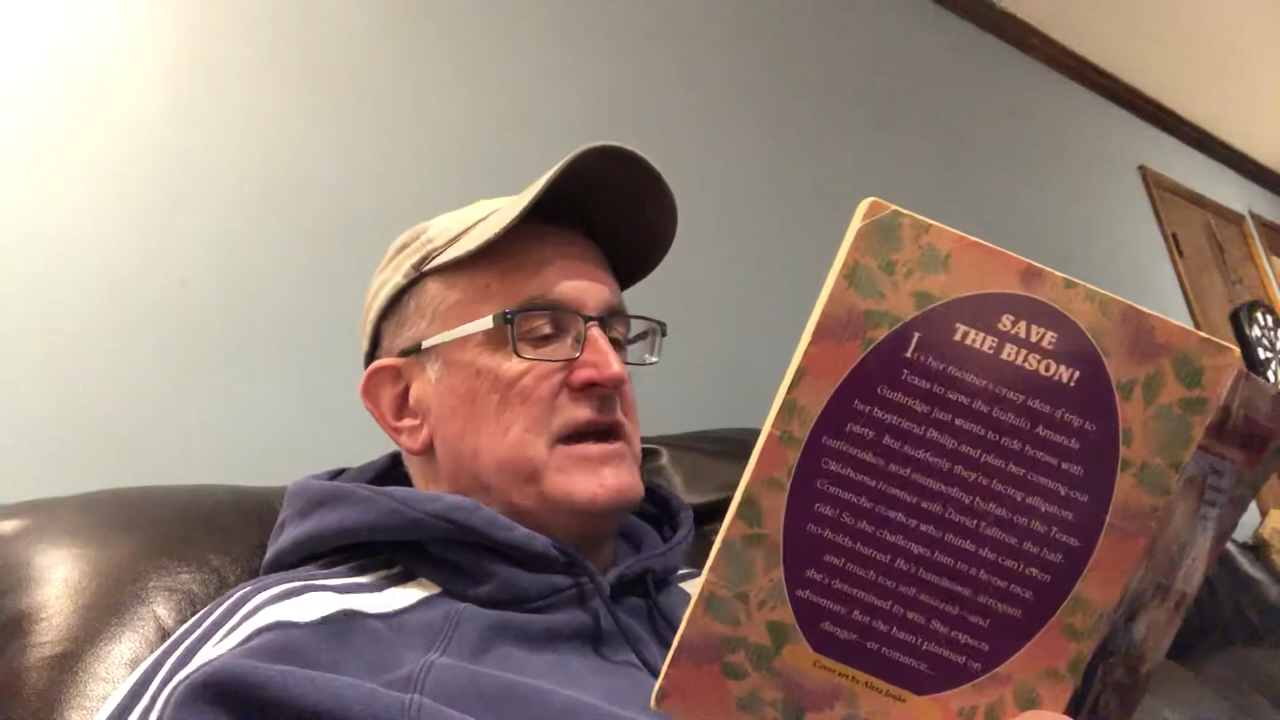 SAVE
THE BISON!
It's her mother's crazy idea: a trip to
Texas to save the buffalo. Amanda
Guthridge just wants to ride horses with
her boyfriend Philip and plan her coming-out
party... but suddenly they're facing alligators,
rattlesnakes and stampeding buffalo on the Texas-
Oklahoma frontier with David Talltree, the half-
Comanche cowboy who thinks she can't even
ride! So she challenges him to a horse race,
no-holds-barred. He's handsome, arrogant
and much too self-assured—and
she's determined to win. She expects
adventure. But she hasn't planned on
danger—or romance...
Cover art by